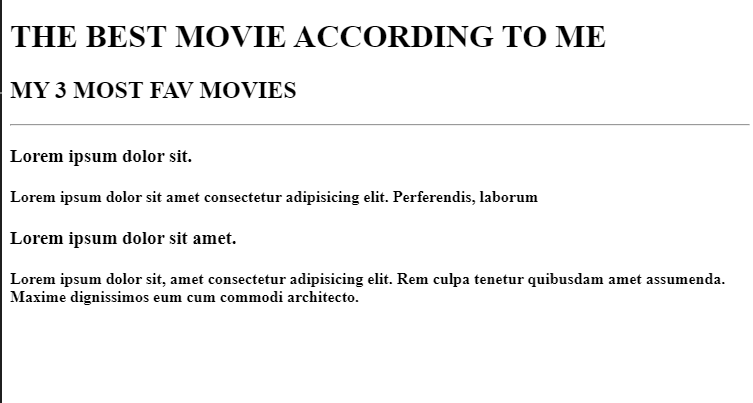 THE BEST MOVIE ACCORDING TO ME
MY 3 MOST FAV MOVIES
Lorem ipsum dolor sit.
Lorem ipsum dolor sit amet consectetur adipisicing elit. Perferendis, laborum
Lorem ipsum dolor sit amet.
Lorem ipsum dolor sit, amet consectetur adipisicing elit. Rem culpa tenetur quibusdam amet assumenda.
Maxime dignissimos eum cum commodi architecto.